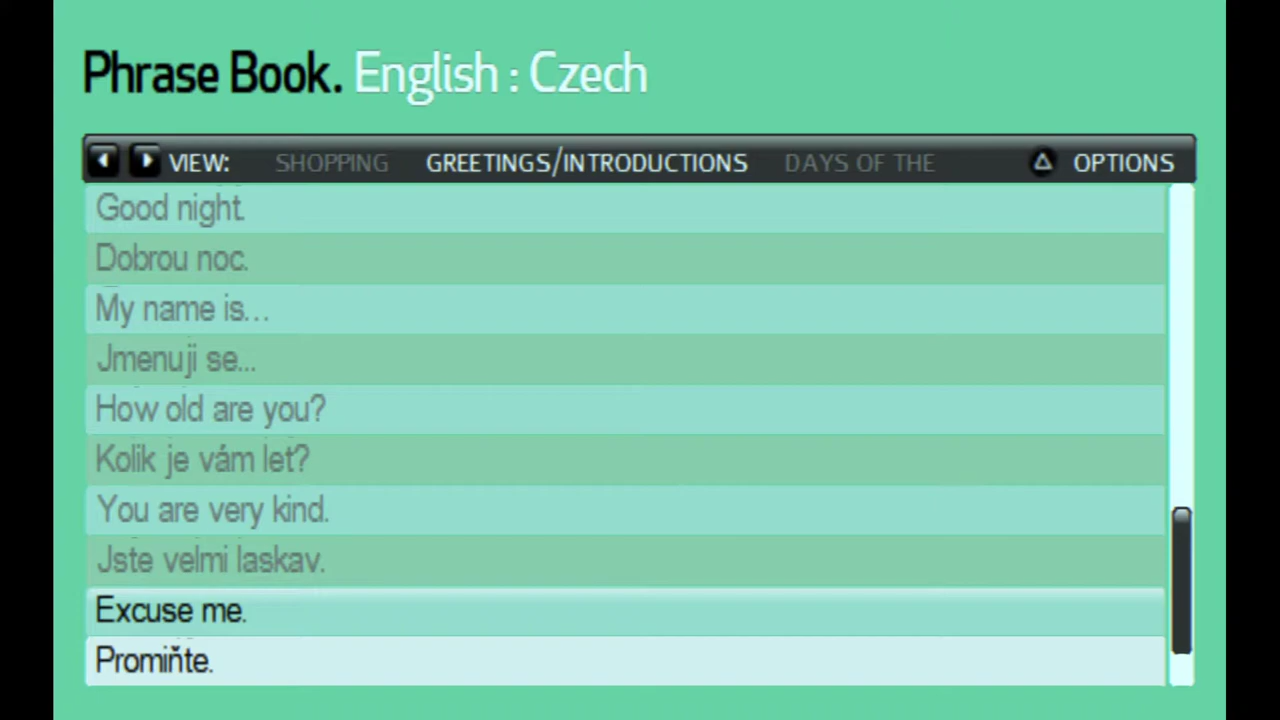 Phrase Book. English : Czech
VIEW: SHOPPING GREETINGS/INTRODUCTIONS DAYS OF THE OPTIONS
Good night.
Dobrou noc.
My name is...
Jmenuji se...
How old are you?
Kolik je vám let?
You are very kind.
Jste velmi laskav.
Excuse me.
Promiňte.